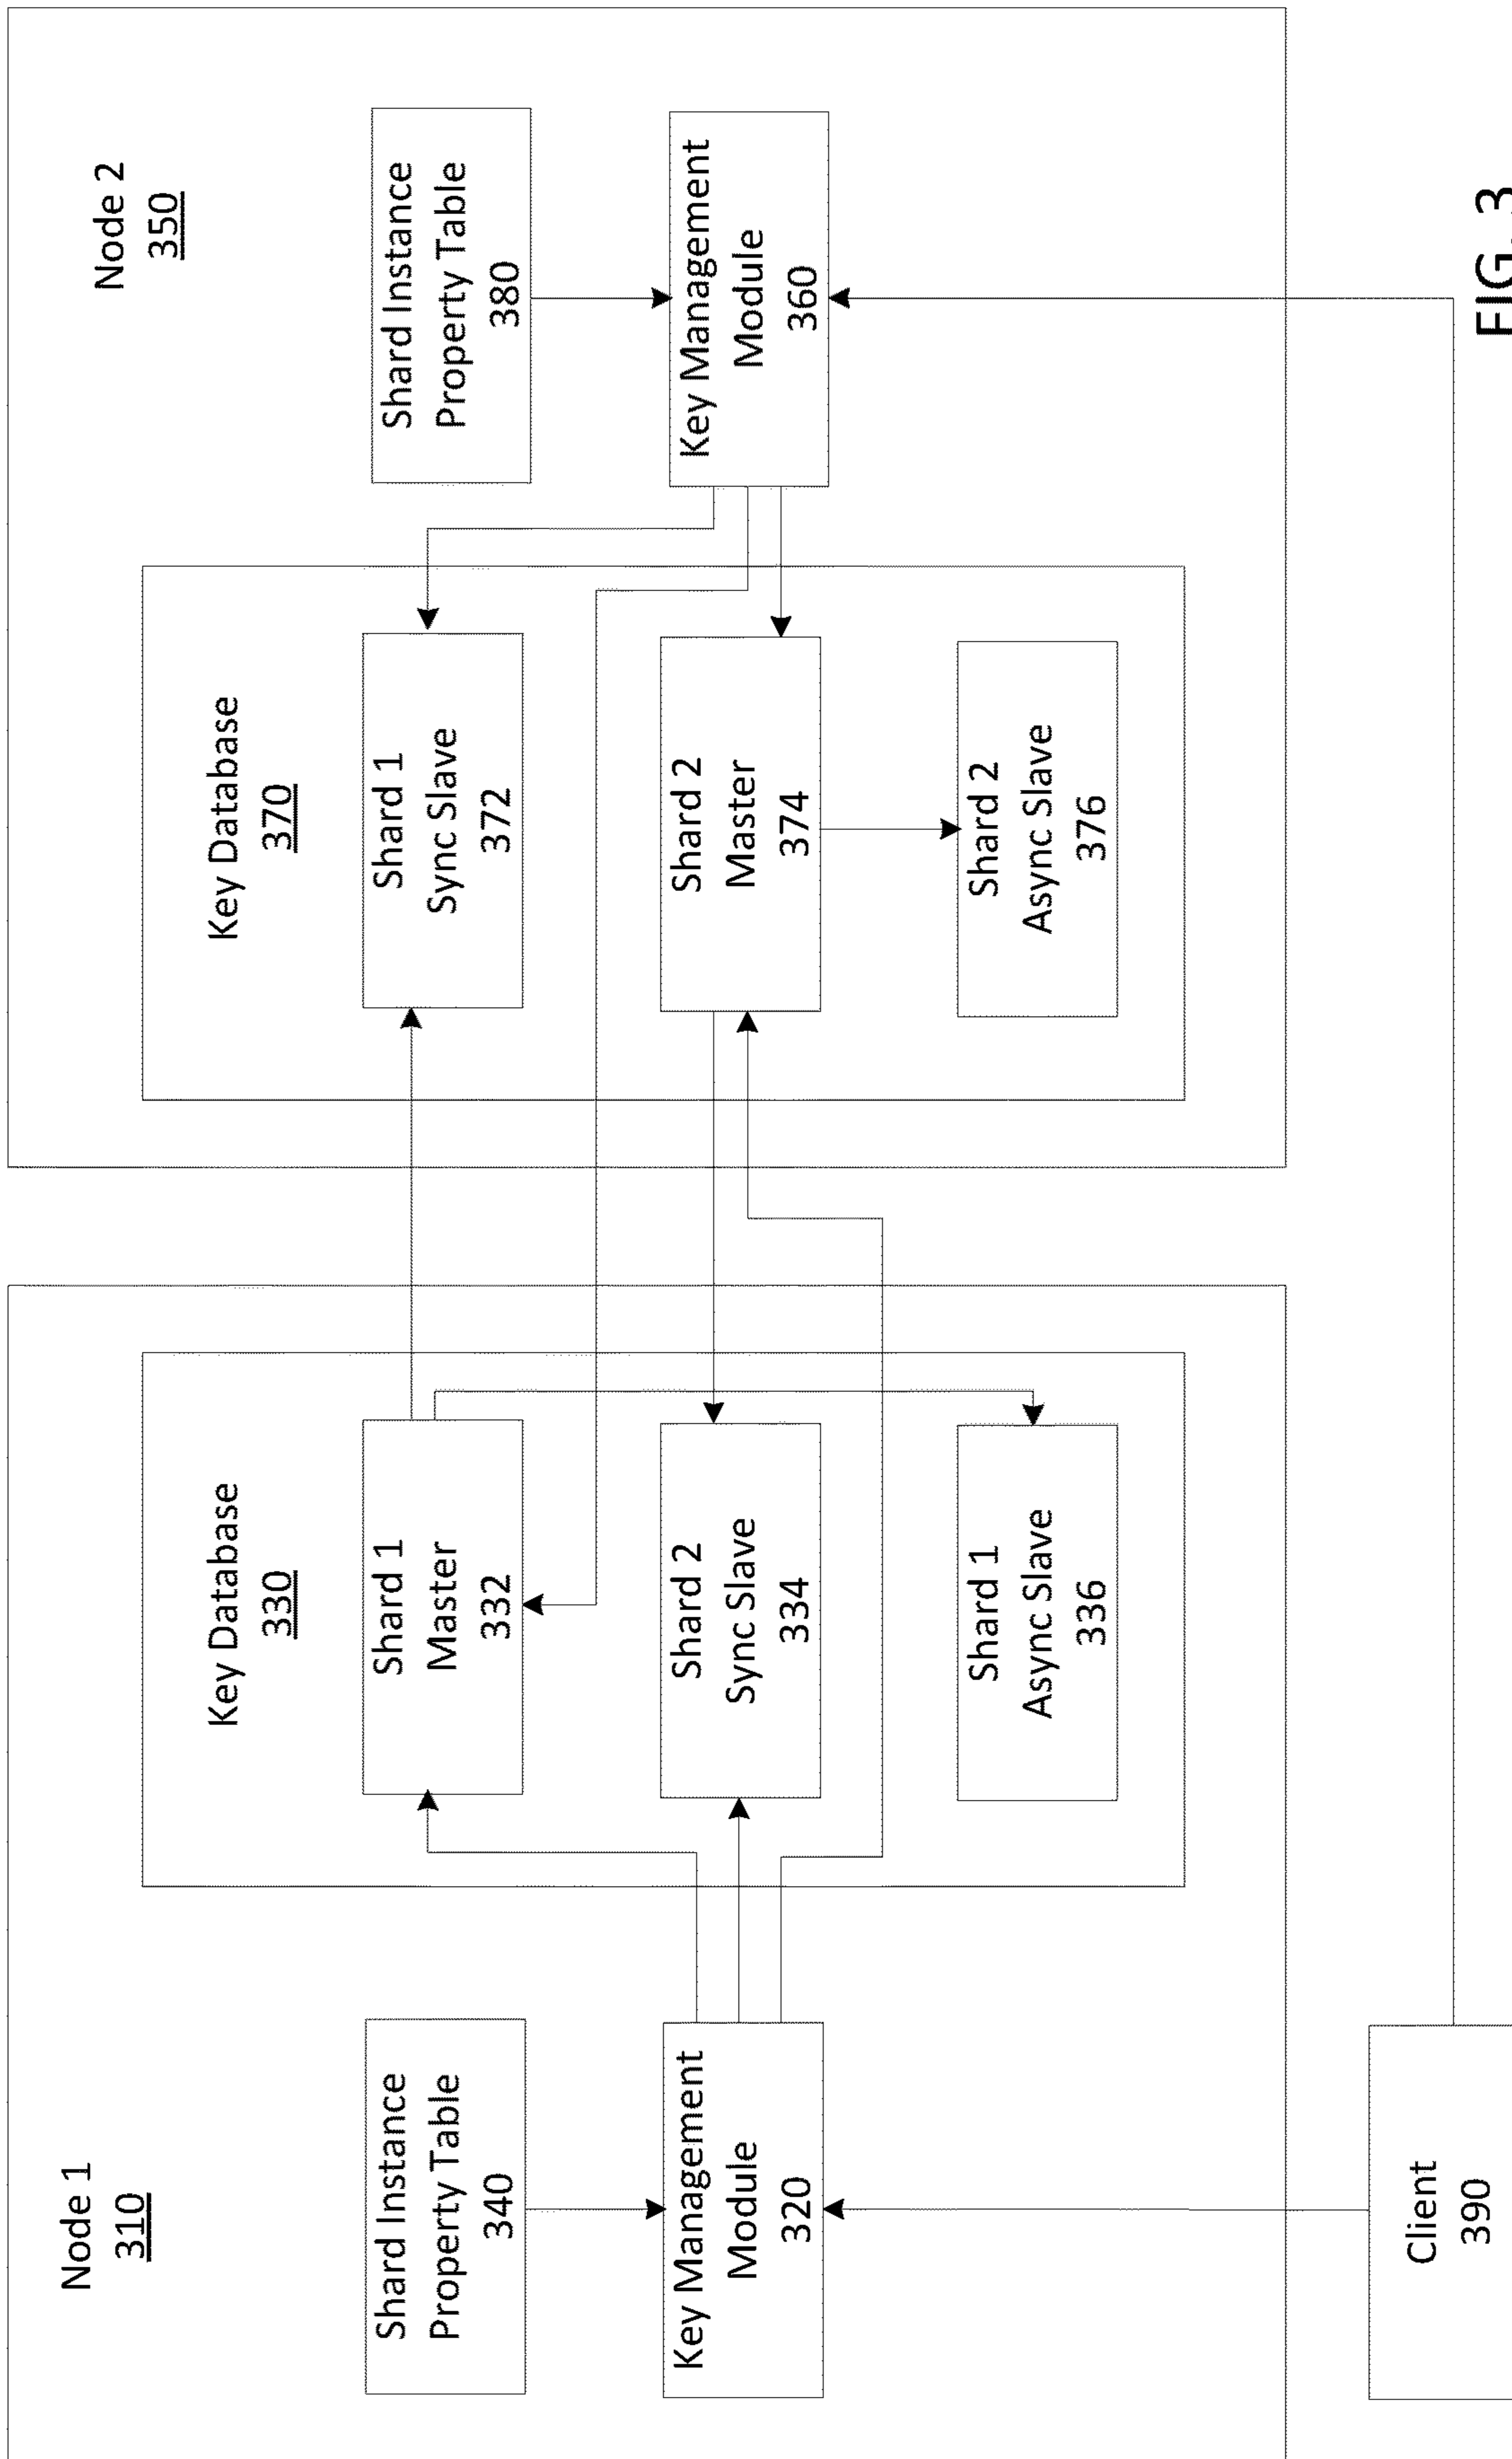 Node 1
310
Shard Instance
Property Table
340
Key Management
Module
320
Key Database
330
Shard 1
Master
332
Shard 2
Sync Slave
334
Shard 1
Async Slave
336
Node 2
350
Key Database
370
Shard 1
Sync Slave
372
Shard 2
Master
374
Shard 2
Async Slave
376
Shard Instance
Property Table
380
Key Management
Module
360
Client
390
FIG. 3